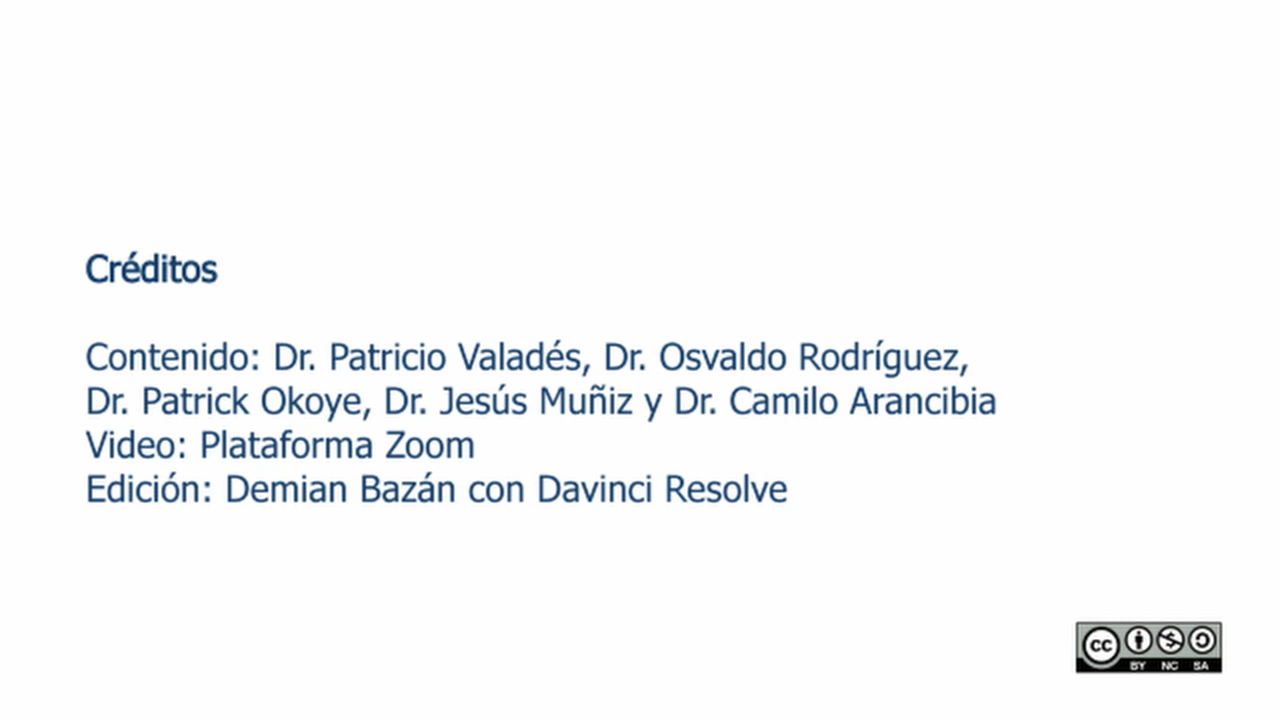 Créditos
Contenido: Dr. Patricio Valadés, Dr. Osvaldo Rodríguez,
Dr. Patrick Okoye, Dr. Jesús Muñiz y Dr. Camilo Arancibia
Video: Plataforma Zoom
Edición: Demian Bazán con Davinci Resolve
cc
BY NC SA